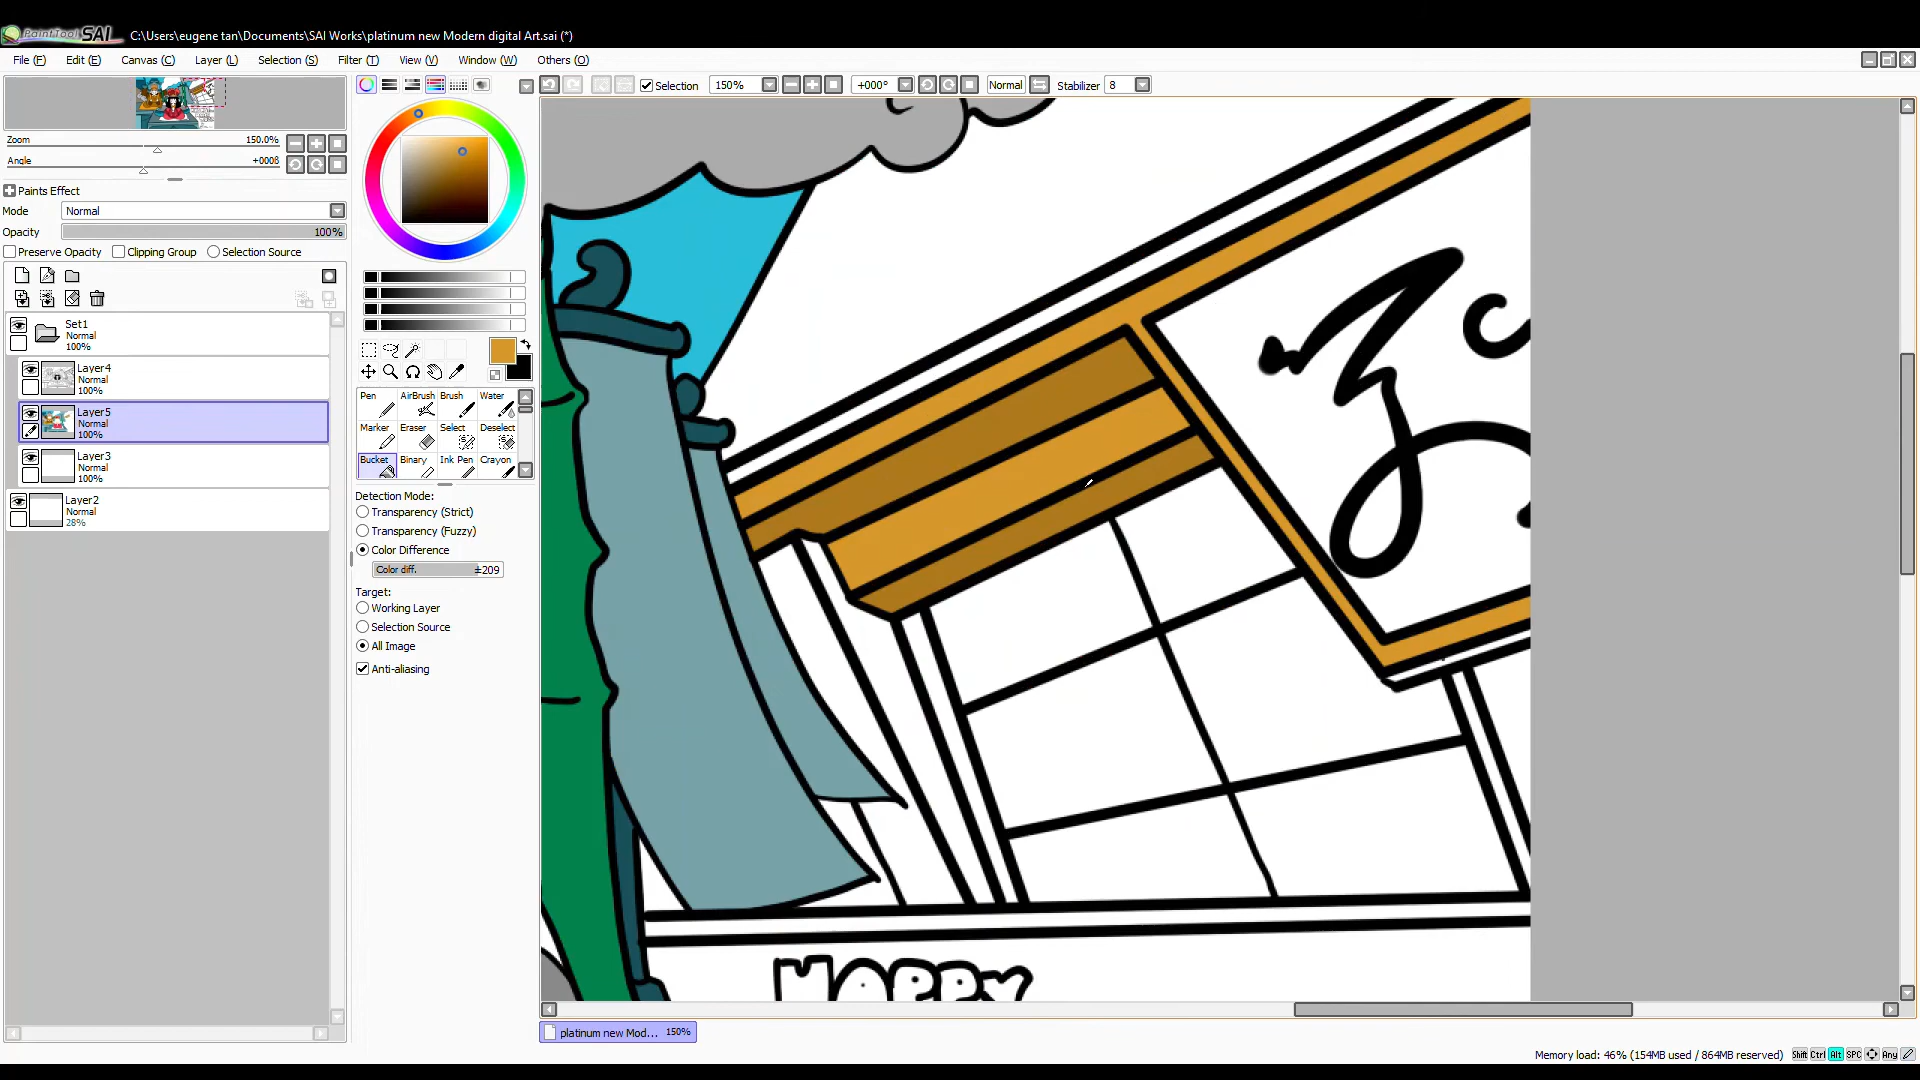 PaintTool SAI C:\Users\eugene tan\Documents\SAI Works\platinum new Modern digital Art.sai (*)
File (F) Edit (E) Canvas (C) Layer (L) Selection (S) Filter (T) View (V) Window (W) Others (O)
Selection 150% +000° Normal Stabilizer 8
Zoom 150.0%
Angle +000ß
Paints Effect
Mode Normal
Opacity 100%
Preserve Opacity Clipping Group Selection Source
Set1
Normal
100%
Layer4
Normal
100%
Layer5
Normal
100%
Layer3
Normal
100%
Layer2
Normal
28%
Pen AirBrush Brush Water
Marker Eraser Select Deselect
Bucket Binary Ink Pen Crayon
Detection Mode:
Transparency (Strict)
Transparency (Fuzzy)
Color Difference
Color diff. ±209
Target:
Working Layer
Selection Source
All Image
Anti-aliasing
Happy
platinum new Mod... 150%
Memory load: 46% (154MB used / 864MB reserved) Shift Ctrl Alt SPC Any